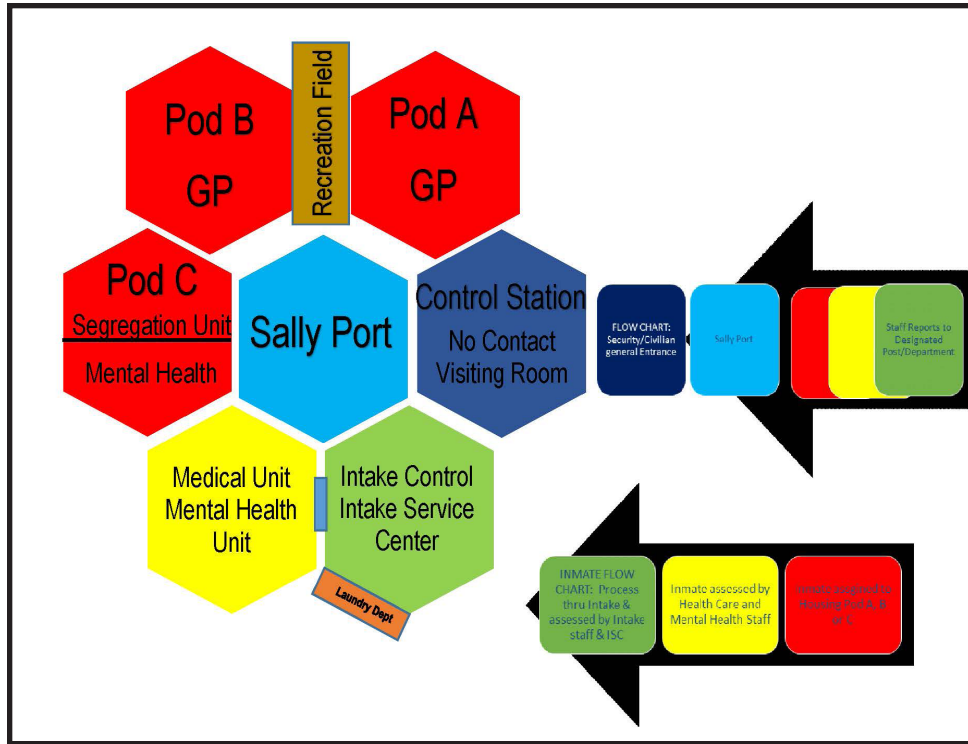 Pod B
GP
Recreation Field
Pod A
GP
Pod C
Segregation Unit
Mental Health
Sally Port
Control Station
No Contact
Visiting Room
Medical Unit
Mental Health
Unit
Intake Control
Intake Service
Center
Laundry Dept
FLOW CHART:
Security/Civilian
general Entrance
Sally Port
Staff Reports to
Designated
Post/Department
INMATE FLOW
CHART: Process
thru Intake &
assessed by Intake
staff & ISC
Inmate assessed by
Health Care and
Mental Health Staff
Inmate assigned to
Housing Pod A, B
or C